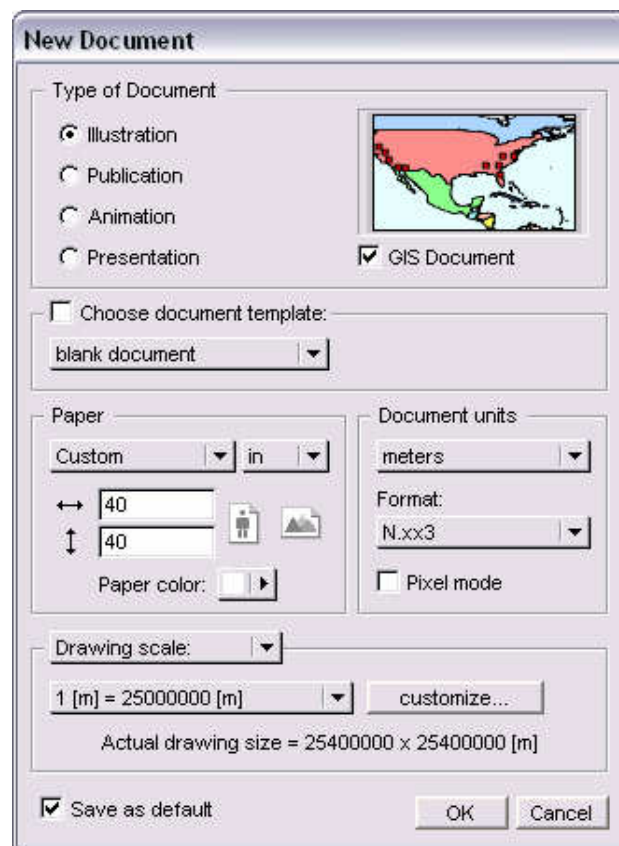 New Document
Type of Document
Illustration
Publication
Animation
Presentation
GIS Document
Choose document template:
blank document
Paper
Custom
in
40
40
Paper color:
Document units
meters
Format:
N.xx3
Pixel mode
Drawing scale:
1 [m] = 25000000 [m]
customize...
Actual drawing size = 25400000 x 25400000 [m]
Save as default
OK
Cancel